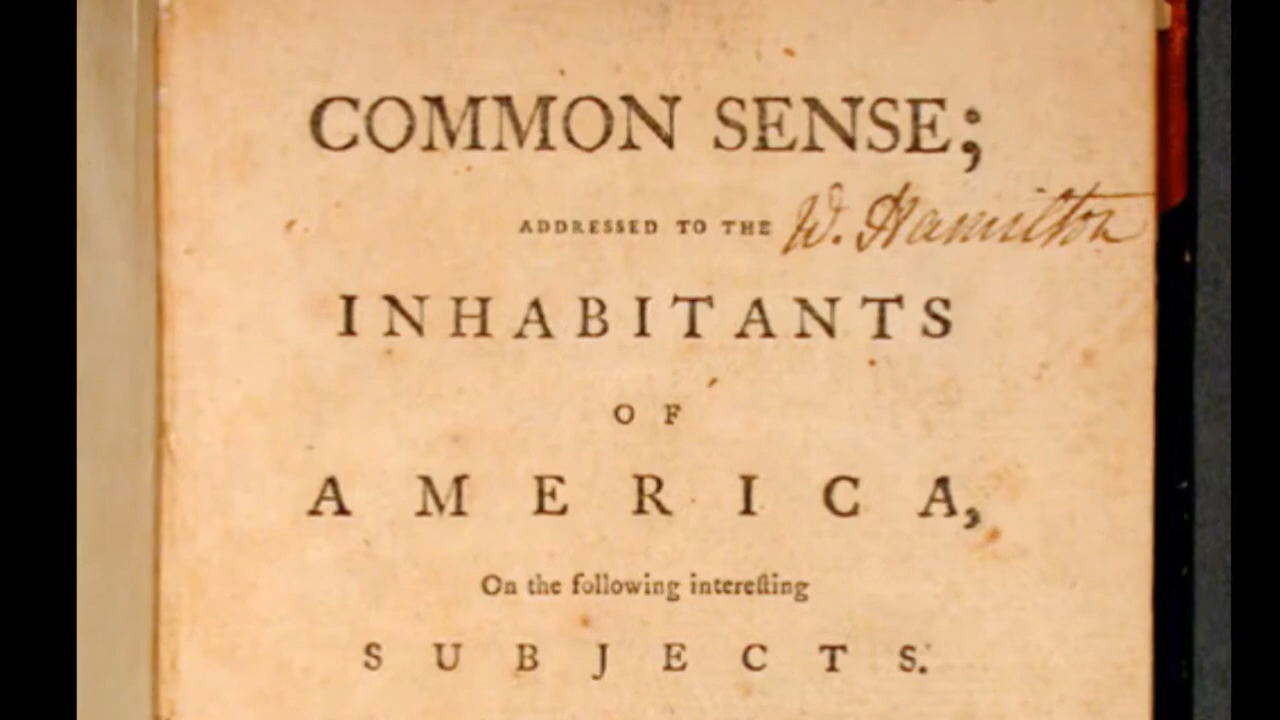 COMMON SENSE;
ADDRESSED TO THE W. Hamilton
INHABITANTS
OF
AMERICA,
On the following intereſting
SUBJECTS.